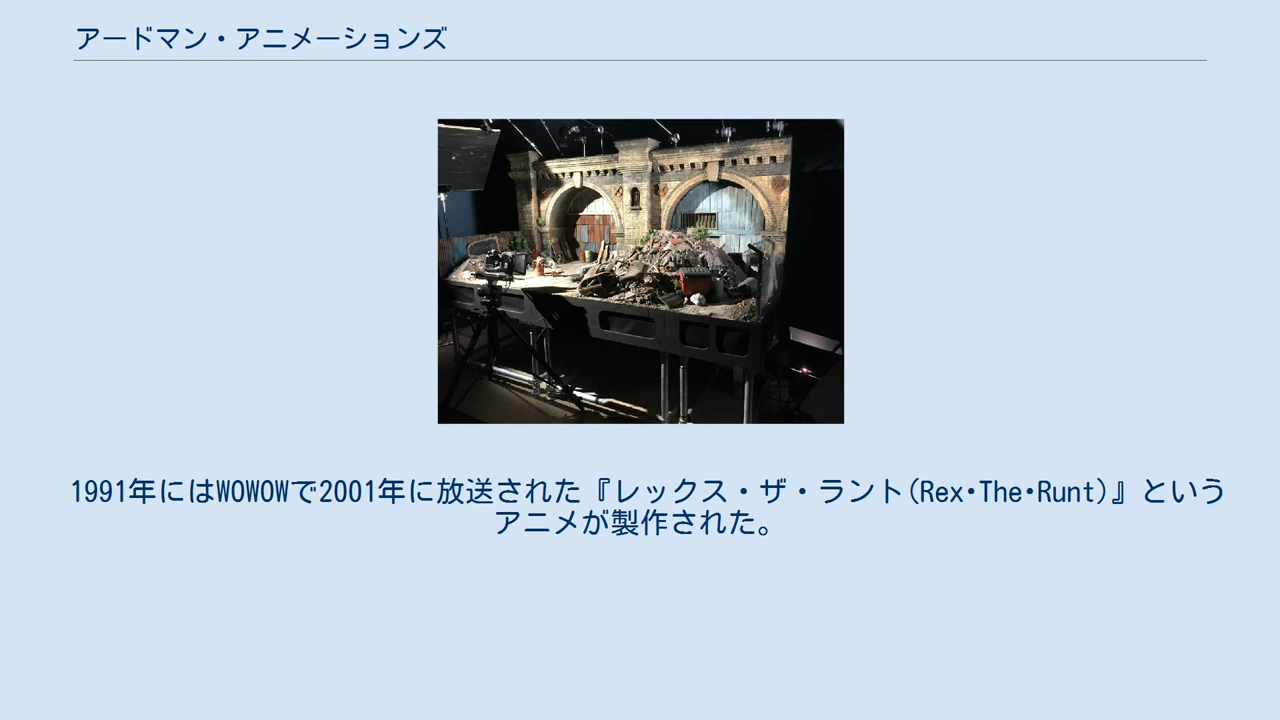 アードマン・アニメーションズ
1991年にはWOWOWで2001年に放送された『レックス・ザ・ラント(Rex・The・Runt)』という
アニメが製作された。